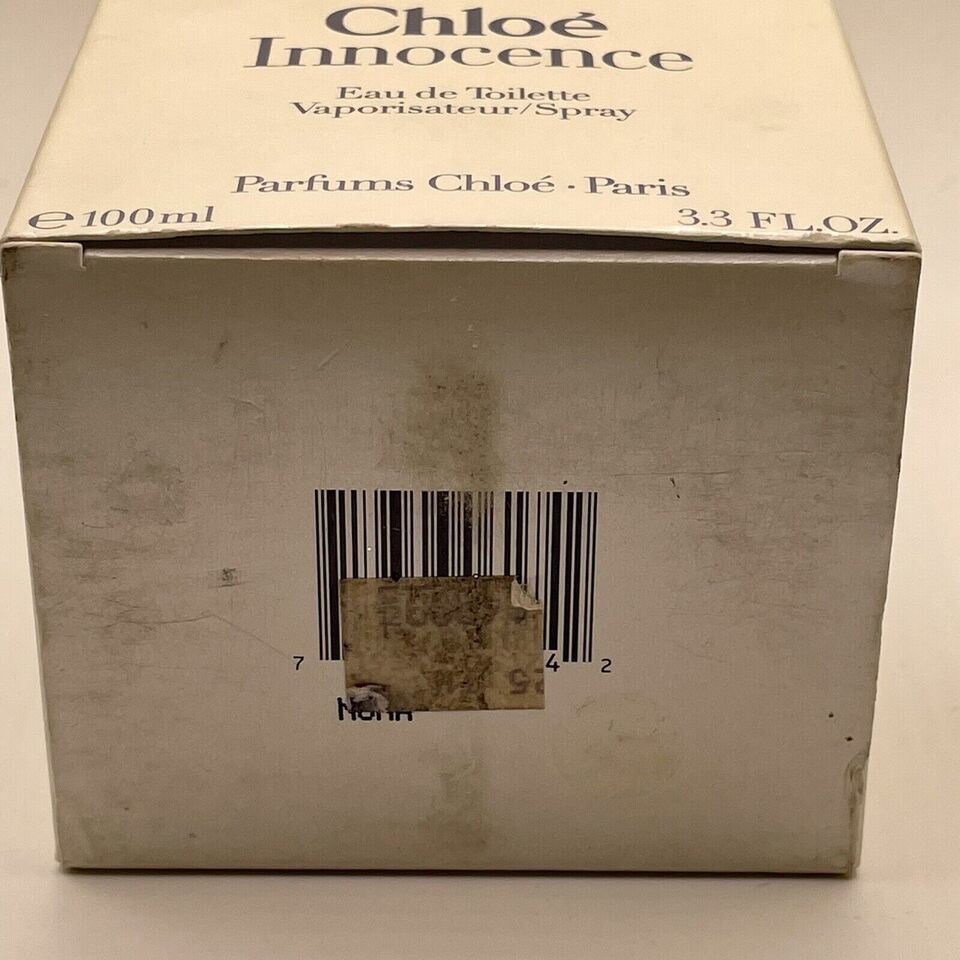 Chloé
Innocence
Eau de Toilette
Vaporisateur/Spray
Parfums Chloé · Paris
℮ 100ml 3.3 FL.OZ.
7 4 2